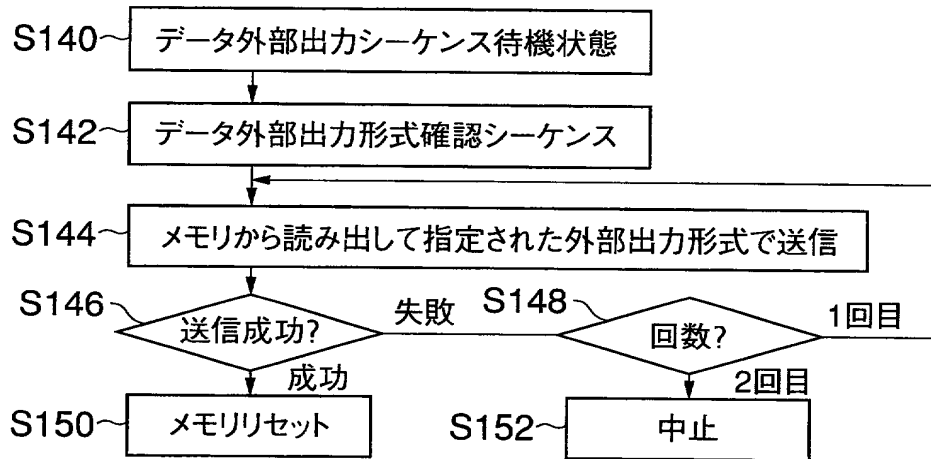 S140
データ外部出力シーケンス待機状態
S142
データ外部出力形式確認シーケンス
S144
メモリから読み出して指定された外部出力形式で送信
S146
送信成功?
失敗
S148
回数?
1回目
成功
2回目
S150
メモリリセット
S152
中止